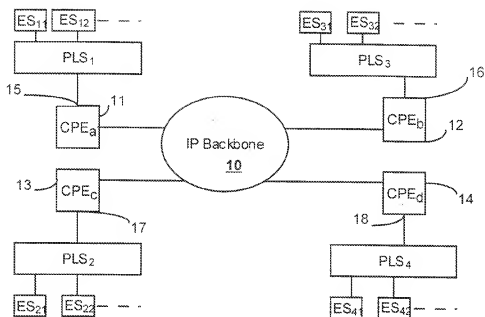 ES11 ES12
PLS1
15 11
CPEa
ES31 ES32
PLS3
16
CPEb
12
IP Backbone
10
13
CPEc
17
PLS2
ES21 ES22
CPEd
14
18
PLS4
ES41 ES42